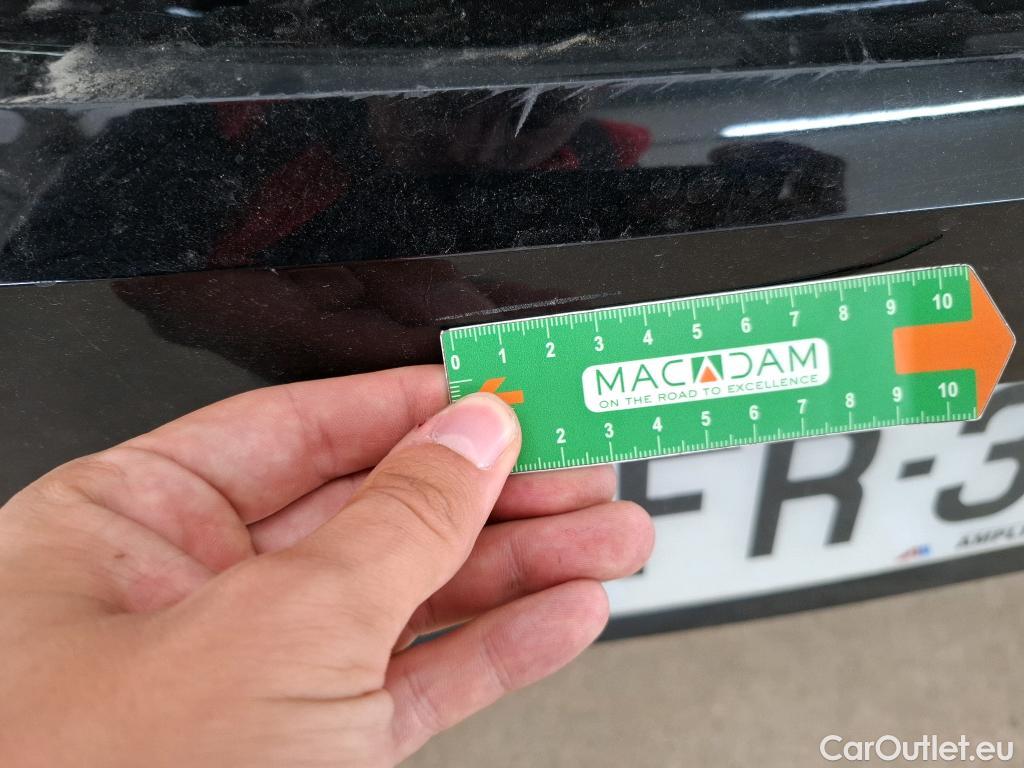 0 1 2 3 4 5 6 7 8 9 10
MACADAM
ON THE ROAD TO EXCELLENCE
2 3 4 5 6 7 8 9 10
FR-3
CarOutlet.eu